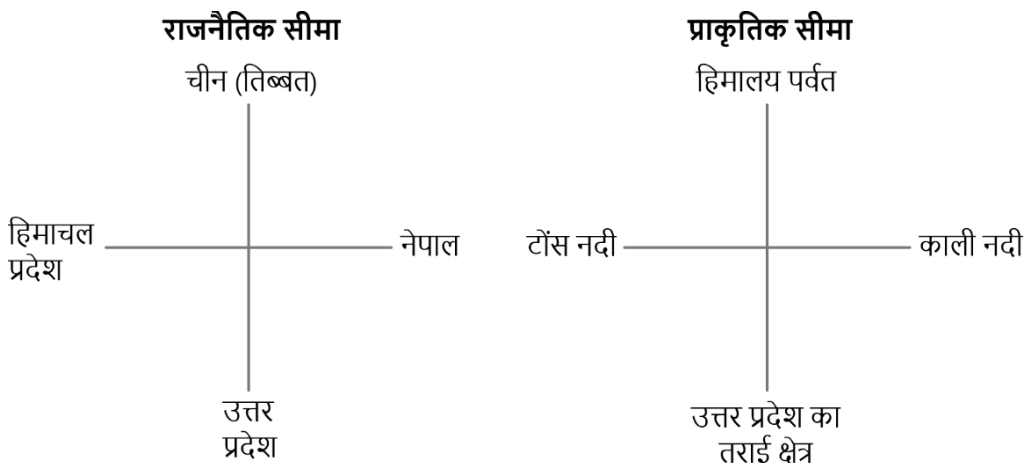 राजनैतिक सीमा
चीन (तिब्बत)
हिमाचल
प्रदेश
नेपाल
उत्तर
प्रदेश
प्राकृतिक सीमा
हिमालय पर्वत
टोंस नदी
काली नदी
उत्तर प्रदेश का
तराई क्षेत्र